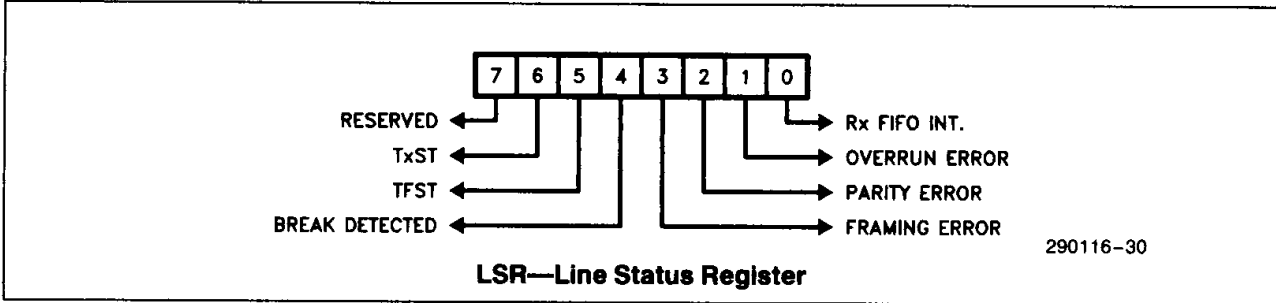 7 6 5 4 3 2 1 0
RESERVED Rx FIFO INT.
TxST OVERRUN ERROR
TFST PARITY ERROR
BREAK DETECTED FRAMING ERROR
290116-30
LSR—Line Status Register